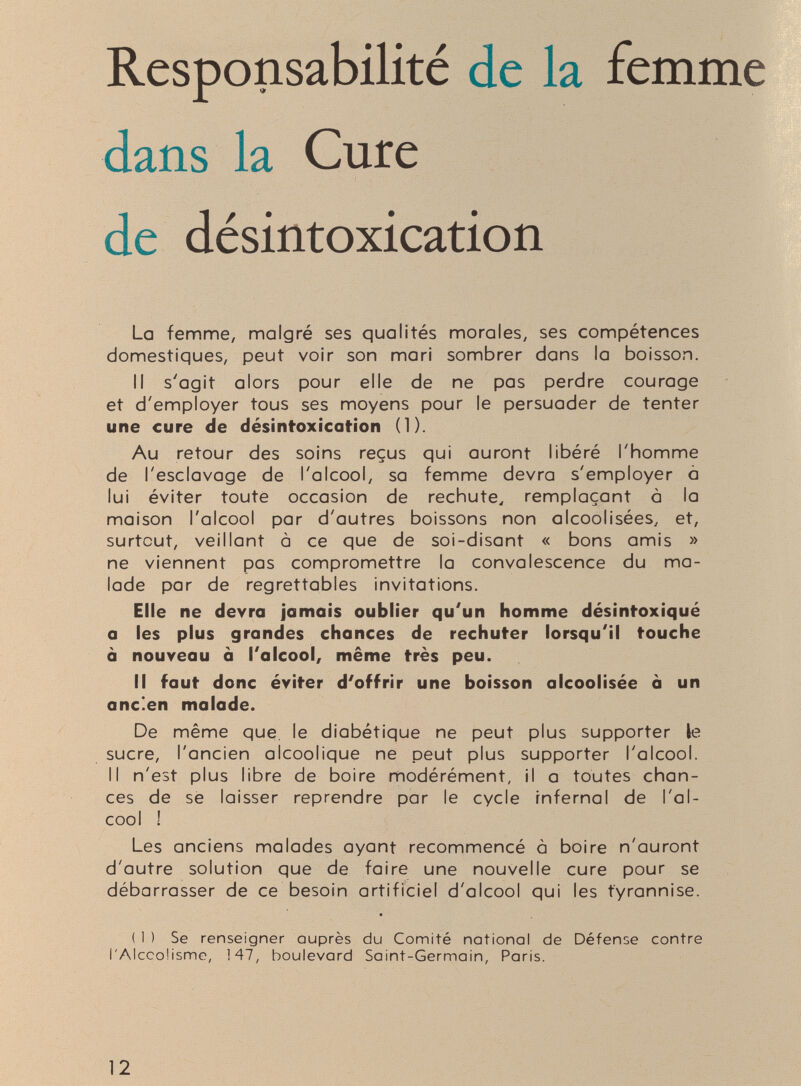 Responsabilité de la femme
dans la Cure
de désintoxication
La femme, malgré ses qualités morales, ses compétences
domestiques, peut voir son mari sombrer dans la boisson.
Il s'agit alors pour elle de ne pas perdre courage
et d'employer tous ses moyens pour le persuader de tenter
une cure de désintoxication (1).
Au retour des soins reçus qui auront libéré l'homme
de l'esclavage de l'alcool, sa femme devra s'employer à
lui éviter toute occasion de rechute, remplaçant à la
maison l'alcool par d'autres boissons non alcoolisées, et,
surtout, veillant à ce que de soi-disant « bons amis »
ne viennent pas compromettre la convalescence du ma-
lade par de regrettables invitations.
Elle ne devra jamais oublier qu'un homme désintoxiqué
a les plus grandes chances de rechuter lorsqu'il touche
à nouveau à l'alcool, même très peu.
Il faut donc éviter d'offrir une boisson alcoolisée à un
ancien malade.
De même que le diabétique ne peut plus supporter le
sucre, l'ancien alcoolique ne peut plus supporter l'alcool.
Il n'est plus libre de boire modérément, il a toutes chan-
ces de se laisser reprendre par le cycle infernal de l'al-
cool !
Les anciens malades ayant recommencé à boire n'auront
d'autre solution que de faire une nouvelle cure pour se
débarrasser de ce besoin artificiel d'alcool qui les tyrannise.
(1) Se renseigner auprès du Comité national de Défense contre
l'Alcoolisme, 147, boulevard Saint-Germain, Paris.
12